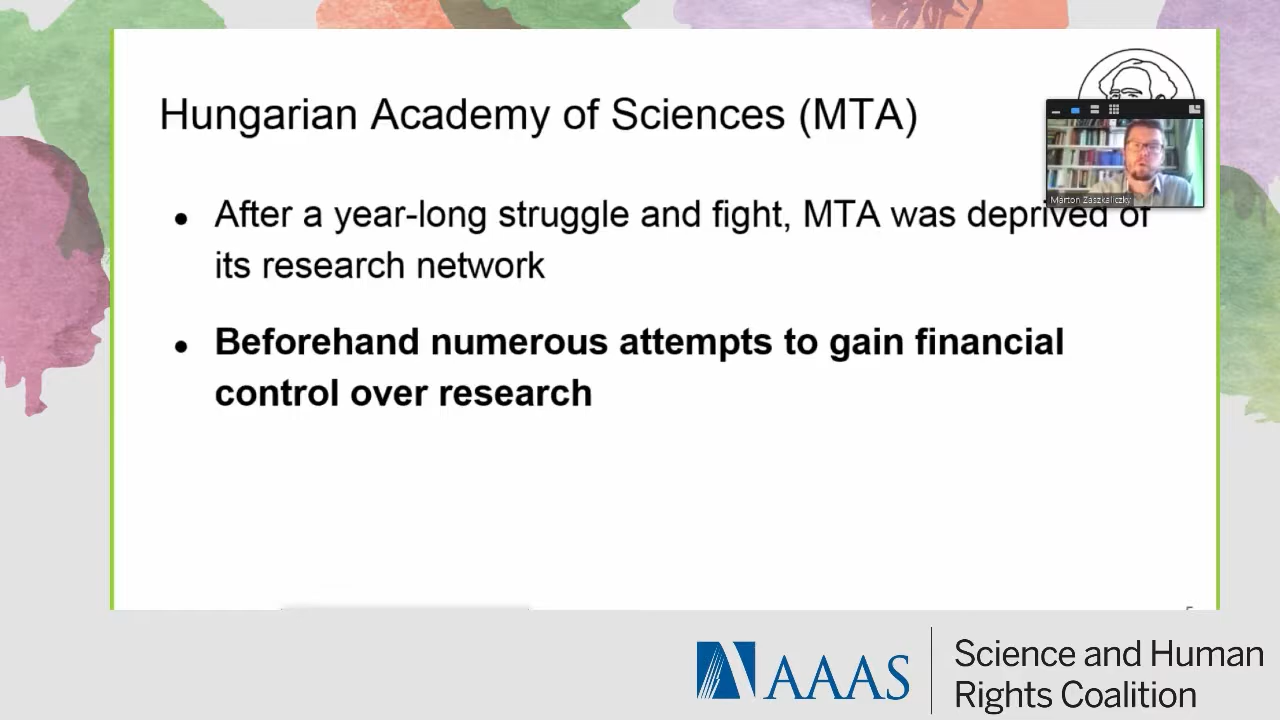 Hungarian Academy of Sciences (MTA)
Marton Zaszkaliczky
• After a year-long struggle and fight, MTA was deprived of
its research network
• Beforehand numerous attempts to gain financial
control over research
5
AAAS
Science and Human
Rights Coalition